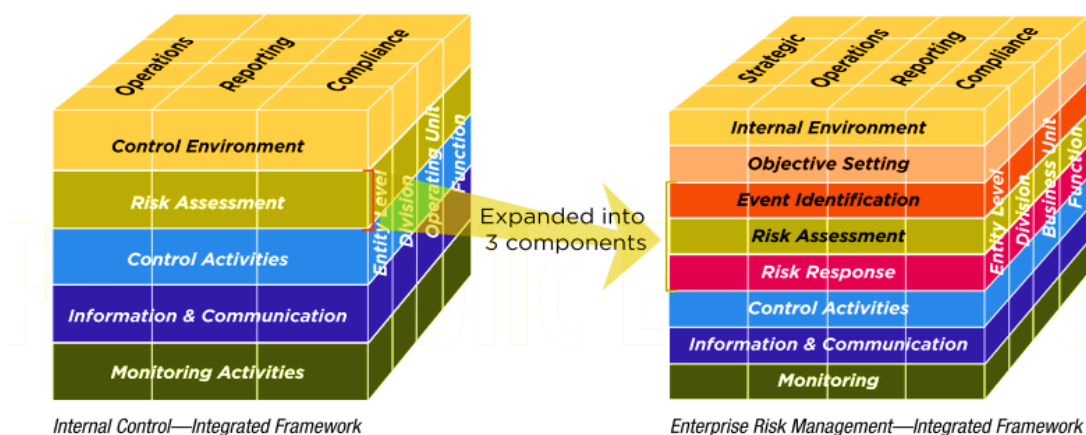 Operations
Reporting
Compliance
Control Environment
Risk Assessment
Control Activities
Information & Communication
Monitoring Activities
Entity Level
Division
Operating Unit
Function
Internal Control—Integrated Framework
Expanded into
3 components
Strategic
Operations
Reporting
Compliance
Internal Environment
Objective Setting
Event Identification
Risk Assessment
Risk Response
Control Activities
Information & Communication
Monitoring
Entity Level
Division
Business Unit
Function
Enterprise Risk Management—Integrated Framework